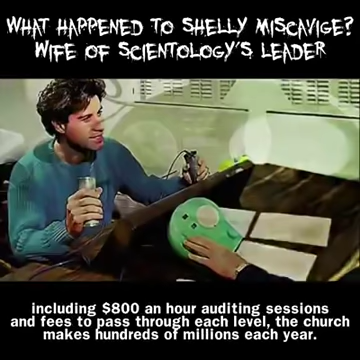 WHAT HAPPENED TO SHELLY MISCAVIGE?
WIFE OF SCIENTOLOGY'S LEADER
including $800 an hour auditing sessions
and fees to pass through each level, the church
makes hundreds of millions each year.